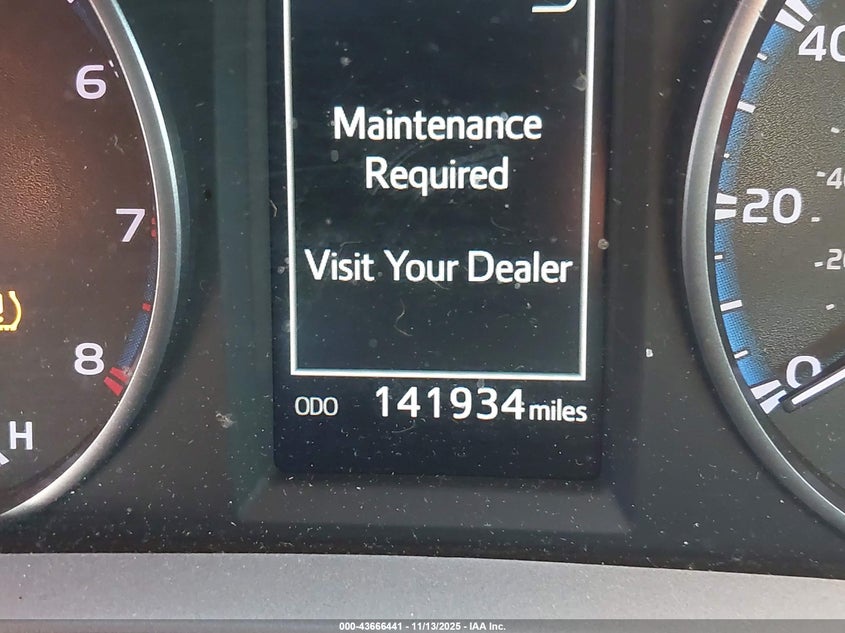 6
7
8
H
Maintenance
Required
Visit Your Dealer
ODO 141934 miles
40
20
0
-20
000-43666441 - 11/13/2025 - IAA Inc.